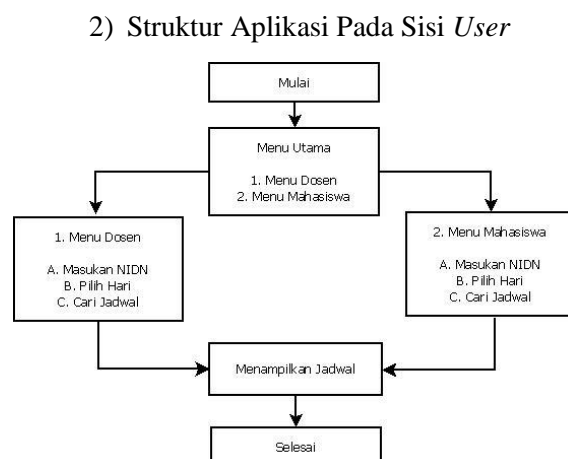 2) Struktur Aplikasi Pada Sisi User
Mulai
Menu Utama
1. Menu Dosen
2. Menu Mahasiswa
1. Menu Dosen
A. Masukan NIDN
B. Pilih Hari
C. Cari Jadwal
2. Menu Mahasiswa
A. Masukan NIDN
B. Pilih Hari
C. Cari Jadwal
Menampilkan Jadwal
Selesai